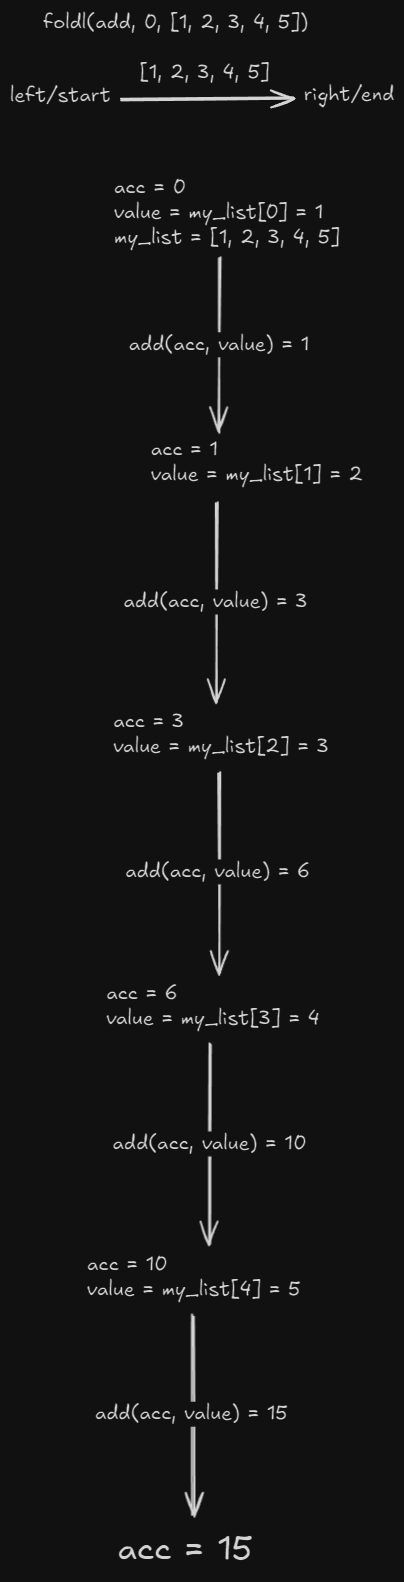 foldl(add, 0, [1, 2, 3, 4, 5])
[1, 2, 3, 4, 5]
left/start
right/end
acc = 0
value = my_list[0] = 1
my_list = [1, 2, 3, 4, 5]
add(acc, value) = 1
acc = 1
value = my_list[1] = 2
add(acc, value) = 3
acc = 3
value = my_list[2] = 3
add(acc, value) = 6
acc = 6
value = my_list[3] = 4
add(acc, value) = 10
acc = 10
value = my_list[4] = 5
add(acc, value) = 15
acc = 15